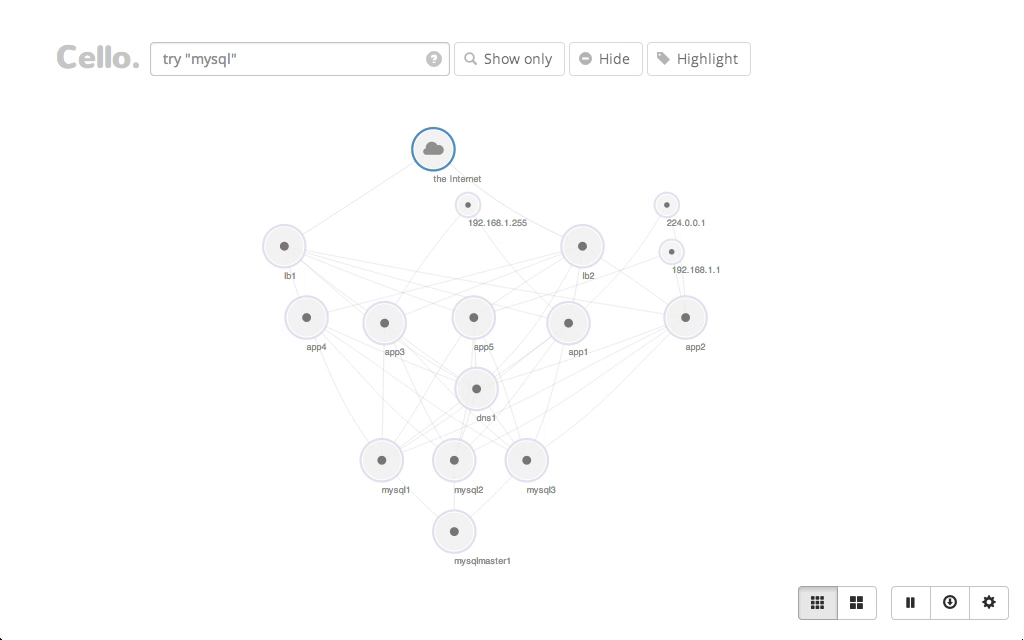 Cello.
try "mysql"
?
Show only
Hide
Highlight
the Internet
192.168.1.255
224.0.0.1
lb1
lb2
192.168.1.1
app4
app3
app5
app1
app2
dns1
mysql1
mysql2
mysql3
mysqlmaster1